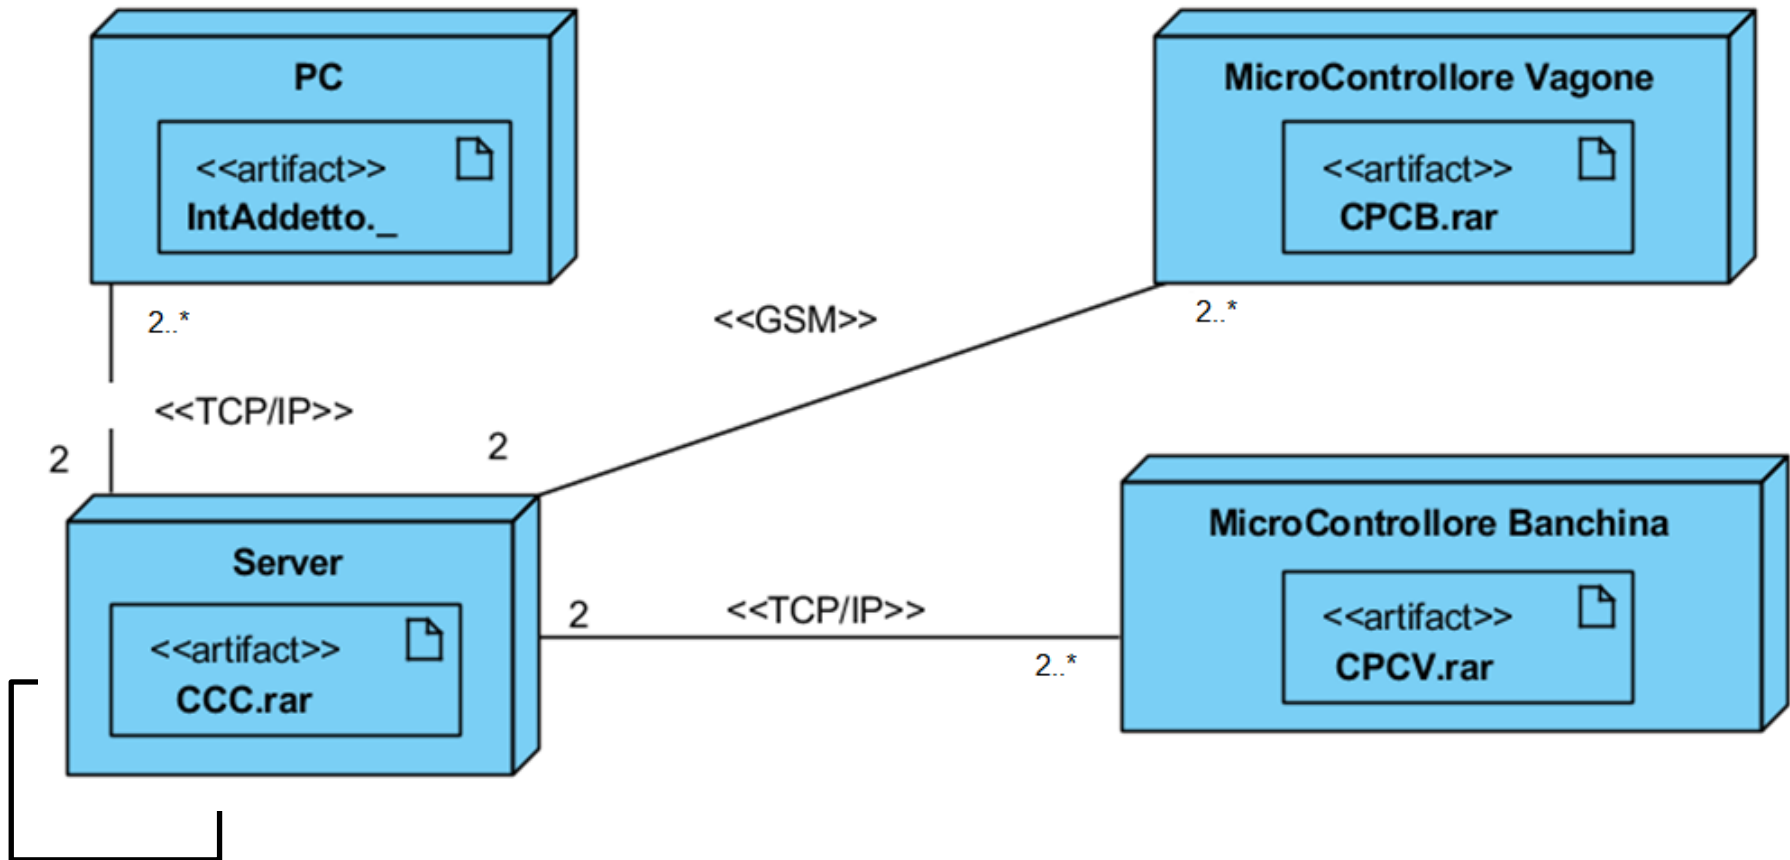 PC
<<artifact>>
IntAddetto._
2..*
<<TCP/IP>>
2
MicroControllore Vagone
<<artifact>>
CPCB.rar
2..*
<<GSM>>
2
Server
<<artifact>>
CCC.rar
2
<<TCP/IP>>
2..*
MicroControllore Banchina
<<artifact>>
CPCV.rar